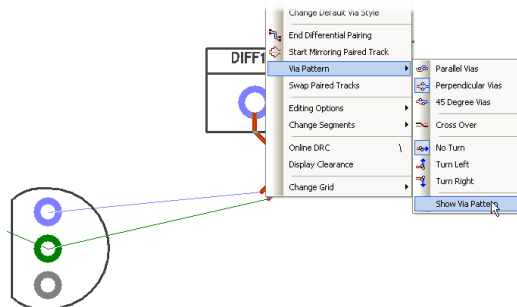 Change Default Via Style
End Differential Pairing
DIFF1
Start Mirroring Paired Track
Via Pattern
Swap Paired Tracks
Editing Options
Change Segments
Online DRC \
Display Clearance
Change Grid
Parallel Vias
Perpendicular Vias
45 Degree Vias
Cross Over
No Turn
Turn Left
Turn Right
Show Via Pattern